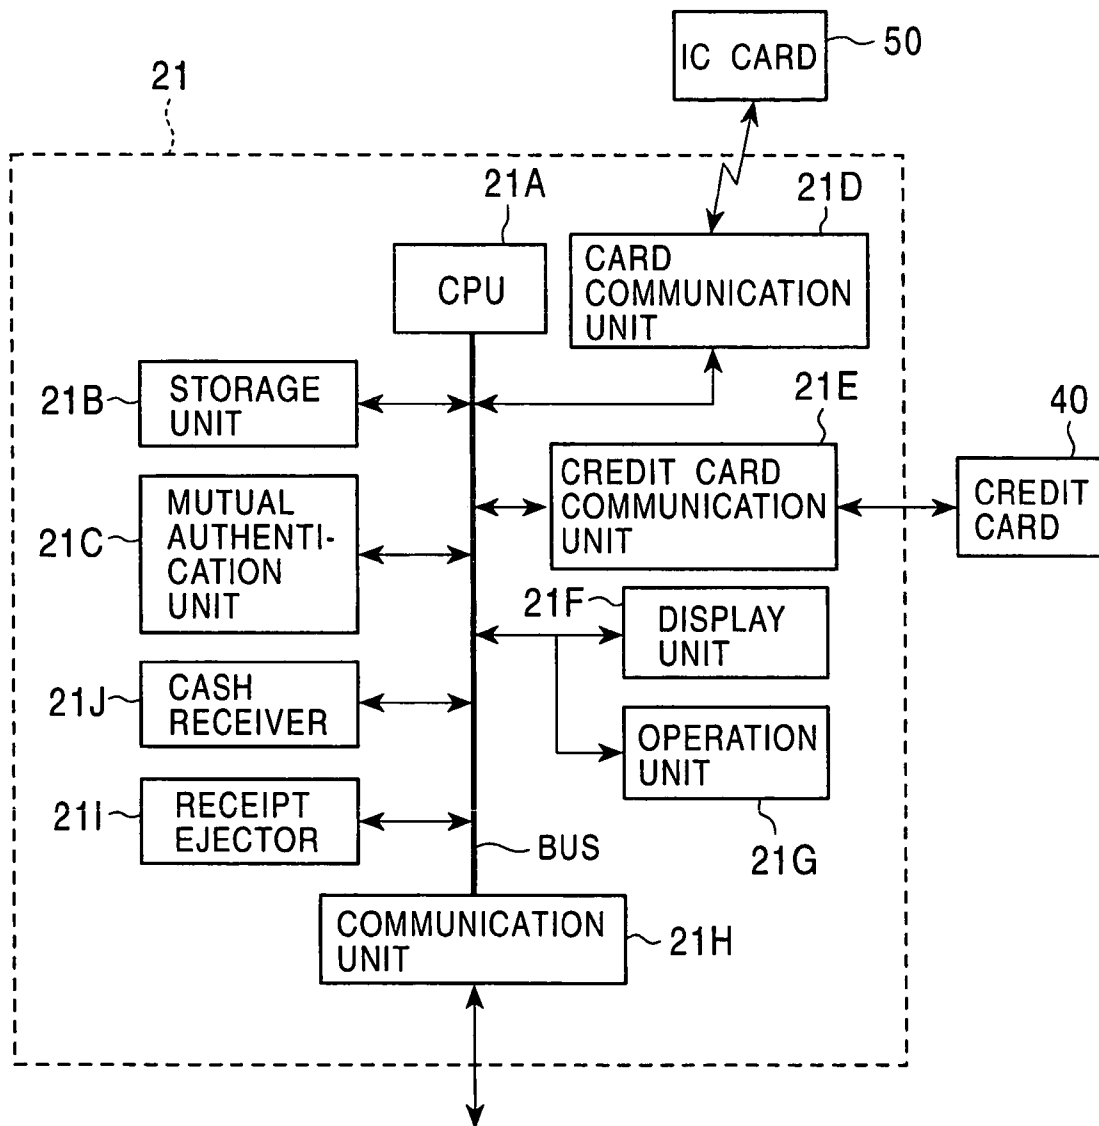 IC CARD
50
21
21A
21D
CPU
CARD
COMMUNICATION
UNIT
21B
STORAGE
UNIT
21E
40
21C
MUTUAL
AUTHENTI-
CATION
UNIT
CREDIT CARD
COMMUNICATION
UNIT
CREDIT
CARD
21F
DISPLAY
UNIT
21J
CASH
RECEIVER
OPERATION
UNIT
21I
RECEIPT
EJECTOR
BUS
21G
COMMUNICATION
UNIT
21H